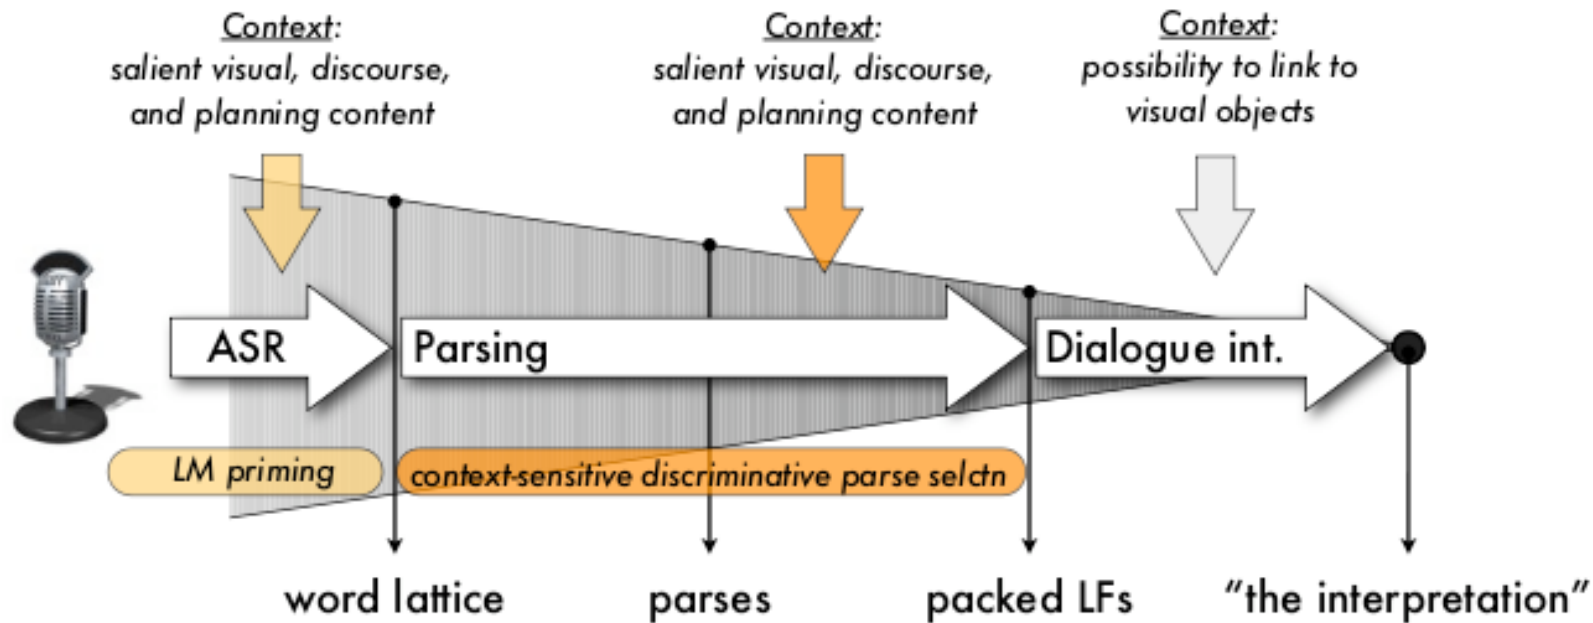 Context:
salient visual, discourse,
and planning content
Context:
salient visual, discourse,
and planning content
Context:
possibility to link to
visual objects
ASR
Parsing
Dialogue int.
LM priming
context-sensitive discriminative parse selctn
word lattice
parses
packed LFs
“the interpretation”